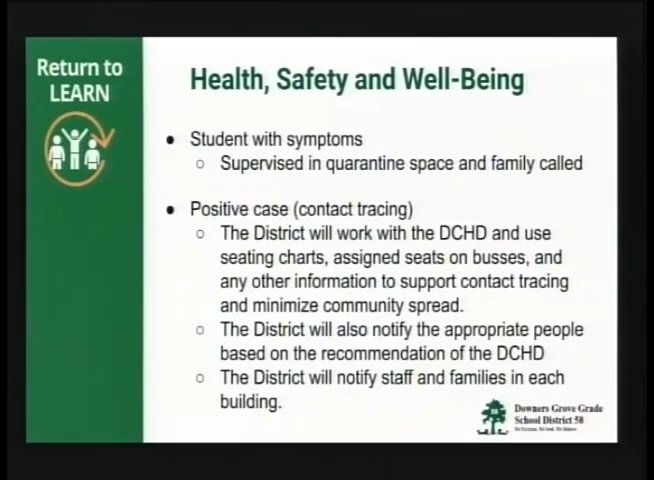 Return to
LEARN
Health, Safety and Well-Being
● Student with symptoms
○ Supervised in quarantine space and family called
● Positive case (contact tracing)
○ The District will work with the DCHD and use
seating charts, assigned seats on busses, and
any other information to support contact tracing
and minimize community spread.
○ The District will also notify the appropriate people
based on the recommendation of the DCHD
○ The District will notify staff and families in each
building.
Downers Grove Grade
School District 58